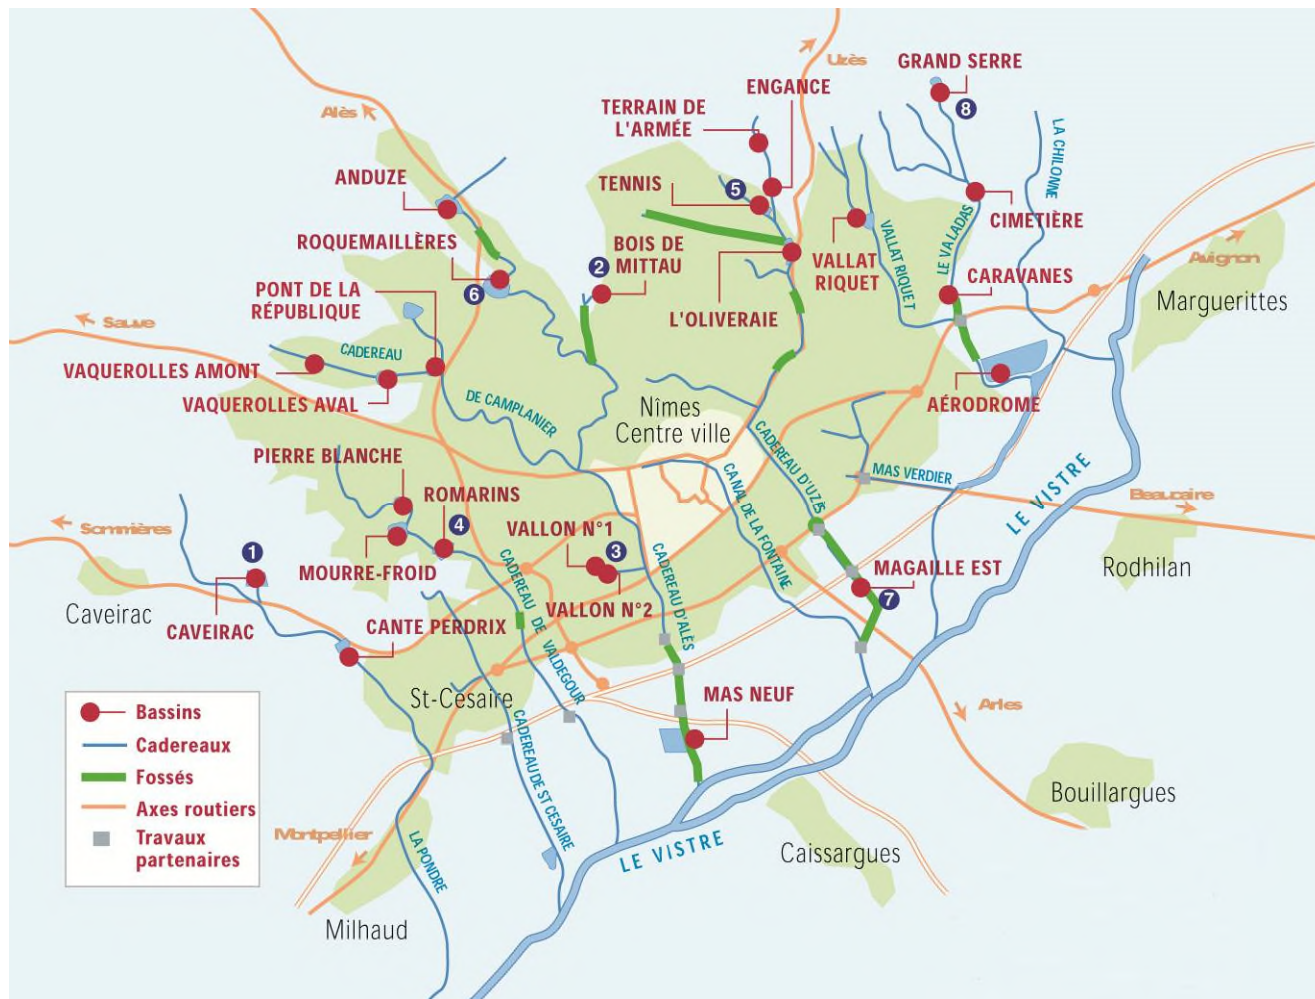 GRAND SERRE
8
Uzès
ENGANCE
TERRAIN DE
L'ARMÉE
Alès
LA CHILONNE
ANDUZE
TENNIS
5
CIMETIÈRE
ROQUEMAILLÈRES
6
BOIS DE
MITTAU
2
VALLAT
RIQUET
VALLAT RIQUET
LE VALADAS
CARAVANES
Avignon
Marguerittes
PONT DE LA
RÉPUBLIQUE
L'OLIVERAIE
Sauve
CADEREAU
VAQUEROLLES AMONT
VAQUEROLLES AVAL
DE CAMPLANIER
Nîmes
Centre ville
AÉRODROME
PIERRE BLANCHE
ROMARINS
4
CADEREAU D'UZÈS
CANAL DE LA FONTAINE
MAS VERDIER
LE VISTRE
Beaucaire
Sommières
1
MOURRE-FROID
VALLON N°1
3
VALLON N°2
CADEREAU DE VALDEGOUR
CADEREAU D'ALÈS
MAGAILLE EST
7
Rodhilan
Caveirac
CAVEIRAC
CANTE PERDRIX
St-Césaire
CADEREAU DE ST CESAIRE
MAS NEUF
Arles
Bassins
Cadereaux
Fossés
Axes routiers
Travaux
partenaires
Montpellier
LA PONDRE
LE VISTRE
Caissargues
Bouillargues
Milhaud